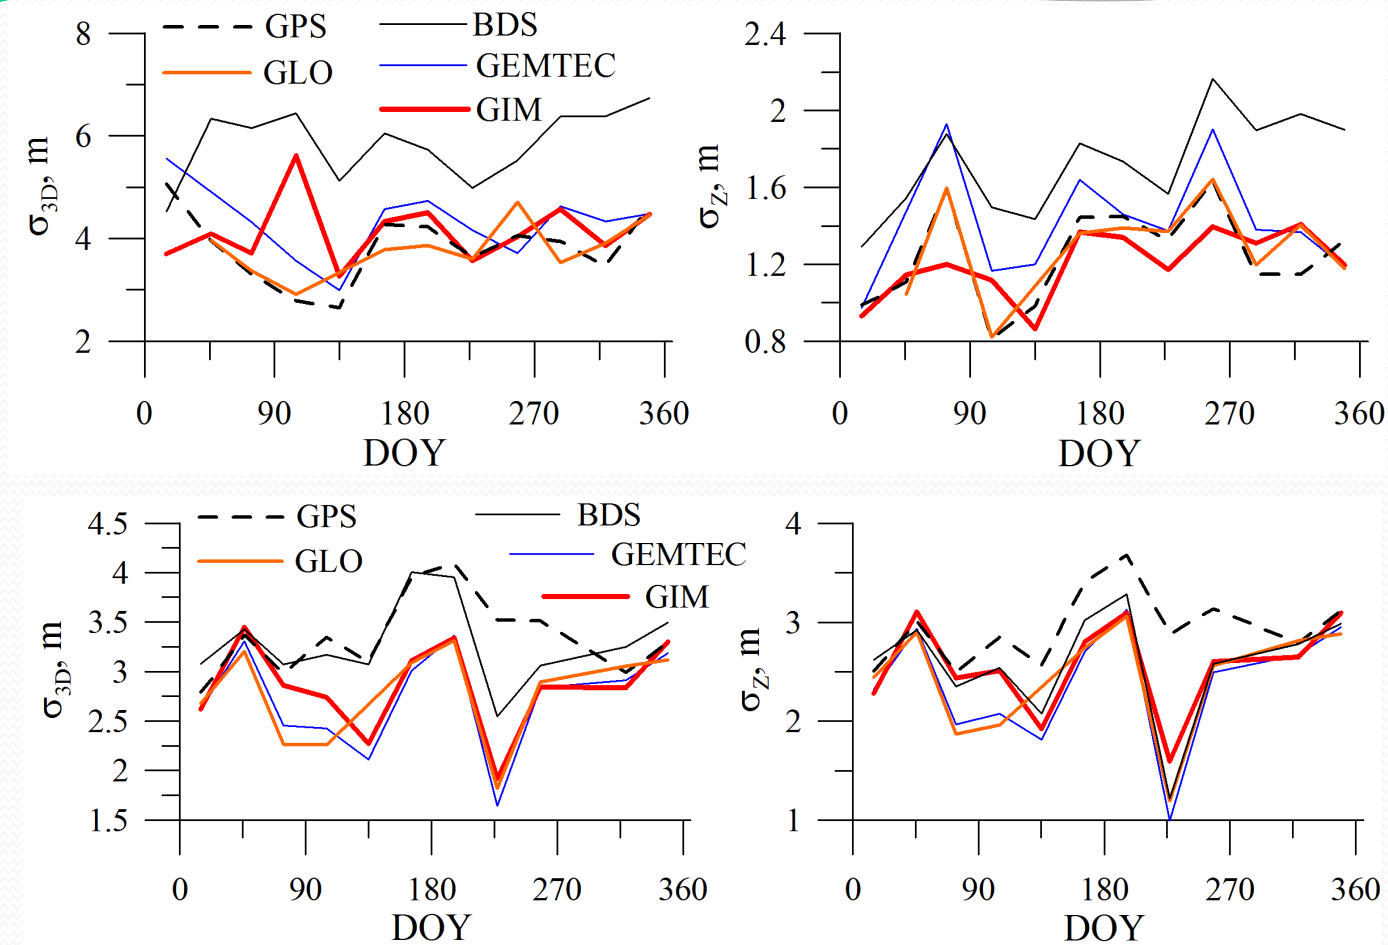 8
6
4
2
σ3D, m
GPS
GLO
BDS
GEMTEC
GIM
0 90 180 270 360
DOY
2.4
2
1.6
1.2
0.8
σZ, m
0 90 180 270 360
DOY
4.5
4
3.5
3
2.5
2
1.5
σ3D, m
GPS
GLO
BDS
GEMTEC
GIM
0 90 180 270 360
DOY
4
3
2
1
σZ, m
0 90 180 270 360
DOY